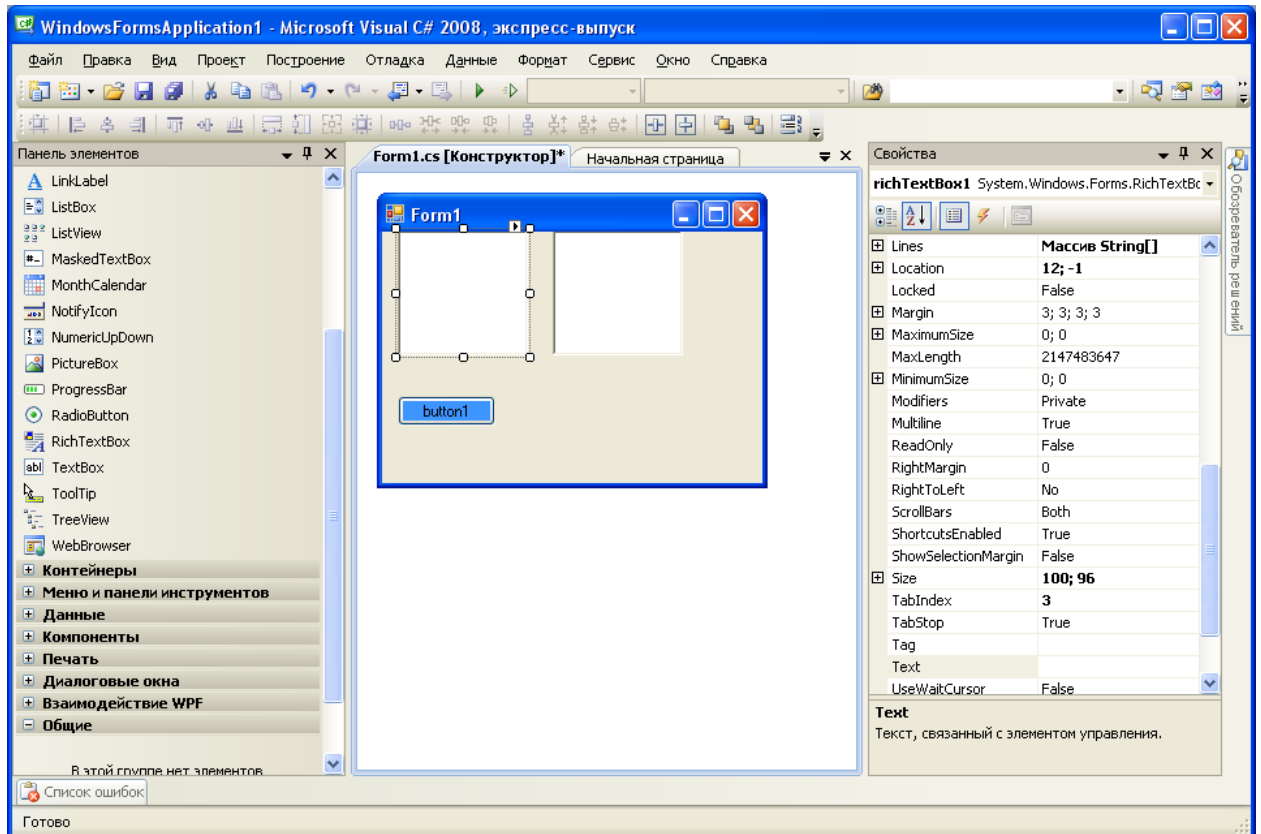 WindowsFormsApplication1 - Microsoft Visual C# 2008, экспресс-выпуск
Файл Правка Вид Проект Построение Отладка Данные Формат Сервис Окно Справка
Панель элементов
LinkLabel
ListBox
ListView
MaskedTextBox
MonthCalendar
NotifyIcon
NumericUpDown
PictureBox
ProgressBar
RadioButton
RichTextBox
TextBox
ToolTip
TreeView
WebBrowser
Контейнеры
Меню и панели инструментов
Данные
Компоненты
Печать
Диалоговые окна
Взаимодействие WPF
Общие
В этой группе нет элементов
Form1.cs [Конструктор]* Начальная страница
Form1
button1
Свойства
richTextBox1 System.Windows.Forms.RichTextBc
Lines Массив String[]
Location 12; -1
Locked False
Margin 3; 3; 3; 3
MaximumSize 0; 0
MaxLength 2147483647
MinimumSize 0; 0
Modifiers Private
Multiline True
ReadOnly False
RightMargin 0
RightToLeft No
ScrollBars Both
ShortcutsEnabled True
ShowSelectionMargin False
Size 100; 96
TabIndex 3
TabStop True
Tag
Text
UseWaitCursor False
Text
Текст, связанный с элементом управления.
Обозреватель решений
Список ошибок
Готово